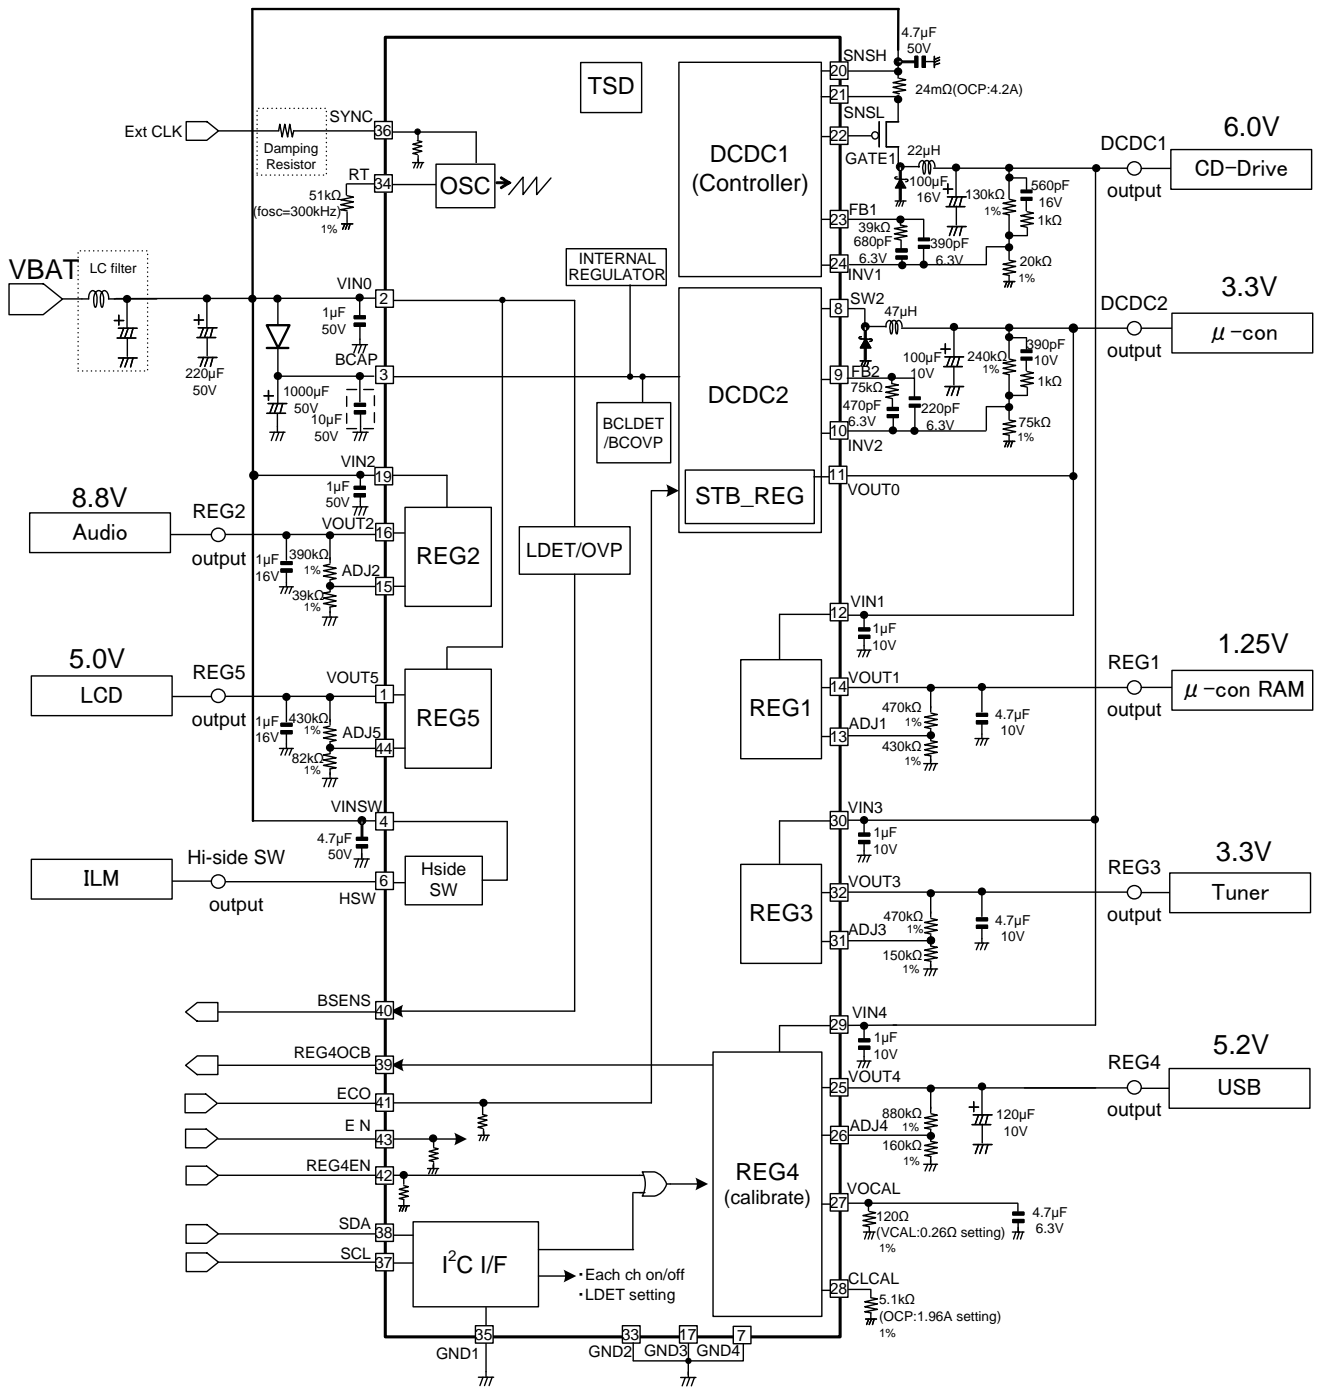 4.7μF
50V
SNSH
20
24mΩ(OCP:4.2A)
21
SNSL
TSD
DCDC1
(Controller)
22
GATE1
22μH
DCDC1
output
6.0V
CD-Drive
Ext CLK
Damping
Resistor
SYNC
36
RT
34
51kΩ
(fosc=300kHz)
1%
OSC
100μF
16V
130kΩ
1%
560pF
16V
1kΩ
23
FB1
39kΩ
680pF
6.3V
390pF
6.3V
24
INV1
20kΩ
1%
VBAT
LC filter
220μF
50V
VIN0
2
1μF
50V
INTERNAL
REGULATOR
BCAP
3
1000μF
50V
10μF
50V
BCLDET
/BCOVP
DCDC2
8
SW2
47μH
DCDC2
output
3.3V
μ-con
100μF
10V
240kΩ
1%
390pF
10V
1kΩ
9
FB2
75kΩ
470pF
6.3V
220pF
6.3V
10
INV2
75kΩ
1%
11
VOUT0
STB_REG
VIN2
19
1μF
50V
8.8V
Audio
REG2
output
VOUT2
16
1μF
16V
390kΩ
1%
ADJ2
15
39kΩ
1%
REG2
LDET/OVP
5.0V
LCD
REG5
output
VOUT5
1
1μF
16V
430kΩ
1%
ADJ5
44
82kΩ
1%
REG5
12
VIN1
1μF
10V
REG1
14
VOUT1
470kΩ
1%
13
ADJ1
430kΩ
1%
4.7μF
10V
REG1
output
1.25V
μ-con RAM
VINSW
4
4.7μF
50V
ILM
Hi-side SW
output
6
HSW
Hside
SW
30
VIN3
1μF
10V
REG3
32
VOUT3
470kΩ
1%
31
ADJ3
150kΩ
1%
4.7μF
10V
REG3
output
3.3V
Tuner
BSENS
40
REG4OCB
39
ECO
41
E N
43
REG4EN
42
SDA
38
SCL
37
I²C I/F
・Each ch on/off
・LDET setting
29
VIN4
1μF
10V
REG4
(calibrate)
25
VOUT4
880kΩ
1%
26
ADJ4
160kΩ
1%
120μF
10V
REG4
output
5.2V
USB
27
VOCAL
120Ω
(VCAL:0.26Ω setting)
1%
4.7μF
6.3V
28
CLCAL
5.1kΩ
(OCP:1.96A setting)
1%
35
GND1
33
GND2
17
GND3
7
GND4